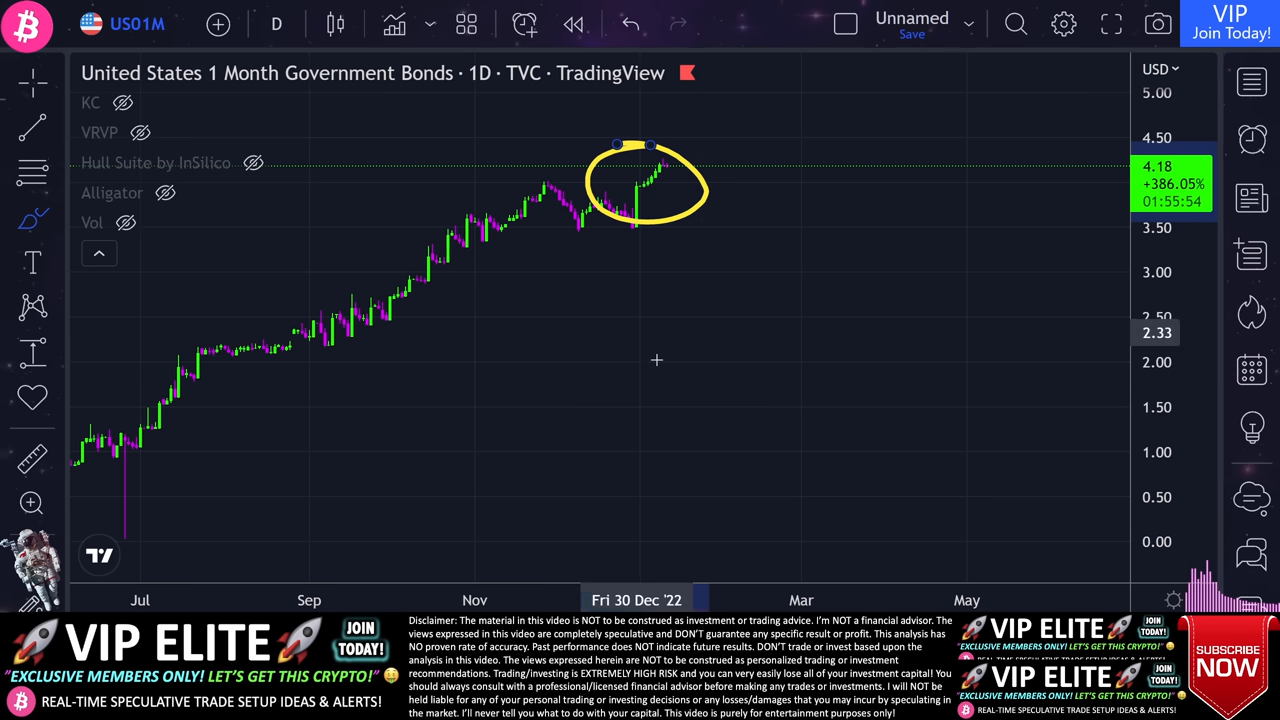 US01M
D
Unnamed
Save
VIP
Join Today!
United States 1 Month Government Bonds · 1D · TVC · TradingView
KC
VRVP
Hull Suite by InSilico
Alligator
Vol
USD
5.00
4.50
4.18
+386.05%
01:55:54
3.50
3.00
2.50
2.33
2.00
1.50
1.00
0.50
0.00
Jul
Sep
Nov
Fri 30 Dec '22
Mar
May
VIP ELITE
JOIN
TODAY!
"EXCLUSIVE MEMBERS ONLY! LET'S GET THIS CRYPTO!"
REAL-TIME SPECULATIVE TRADE SETUP IDEAS & ALERTS!
Disclaimer: The material in this video is NOT to be construed as investment or trading advice. I'm NOT a financial advisor. The
views expressed in this video are completely speculative and DON'T guarantee any specific result or profit. This analysis has
NO proven rate of accuracy. Past performance does NOT indicate future results. DON'T trade or invest based upon the
analysis in this video. The views expressed herein are NOT to be construed as personalized trading or investment
recommendations. Trading/investing is EXTREMELY HIGH RISK and you can very easily lose all of your investment capital! You
should always consult with a professional/licensed financial advisor before making any trades or investments. I will NOT be
held liable for any of your personal trading or investing decisions or any losses/damages that you may incur by speculating in
the market. I'll never tell you what to do with your capital. This video is purely for entertainment purposes only!
VIP ELITE
JOIN
TODAY!
"EXCLUSIVE MEMBERS ONLY! LET'S GET THIS CRYPTO!"
VIP ELITE
JOIN
TODAY!
"EXCLUSIVE MEMBERS ONLY! LET'S GET THIS CRYPTO!"
REAL-TIME SPECULATIVE TRADE SETUP IDEAS & ALERTS!
SUBSCRIBE
NOW